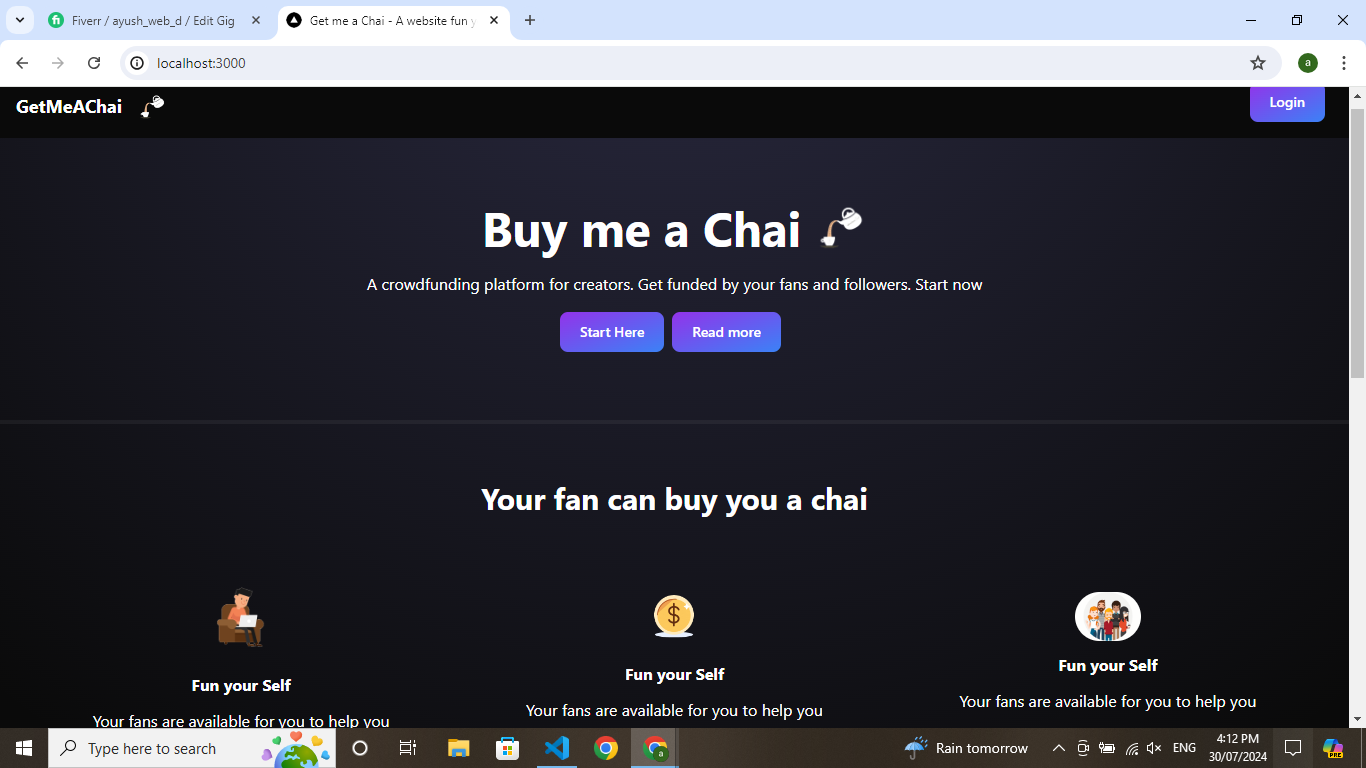 Fiverr / ayush_web_d / Edit Gig
Get me a Chai - A website fun y
localhost:3000
a
GetMeAChai
Login
Buy me a Chai
A crowdfunding platform for creators. Get funded by your fans and followers. Start now
Start Here
Read more
Your fan can buy you a chai
$
Fun your Self
Fun your Self
Fun your Self
Your fans are available for you to help you
Your fans are available for you to help you
Your fans are available for you to help you
Type here to search
Rain tomorrow
ENG
4:12 PM
30/07/2024
PRE